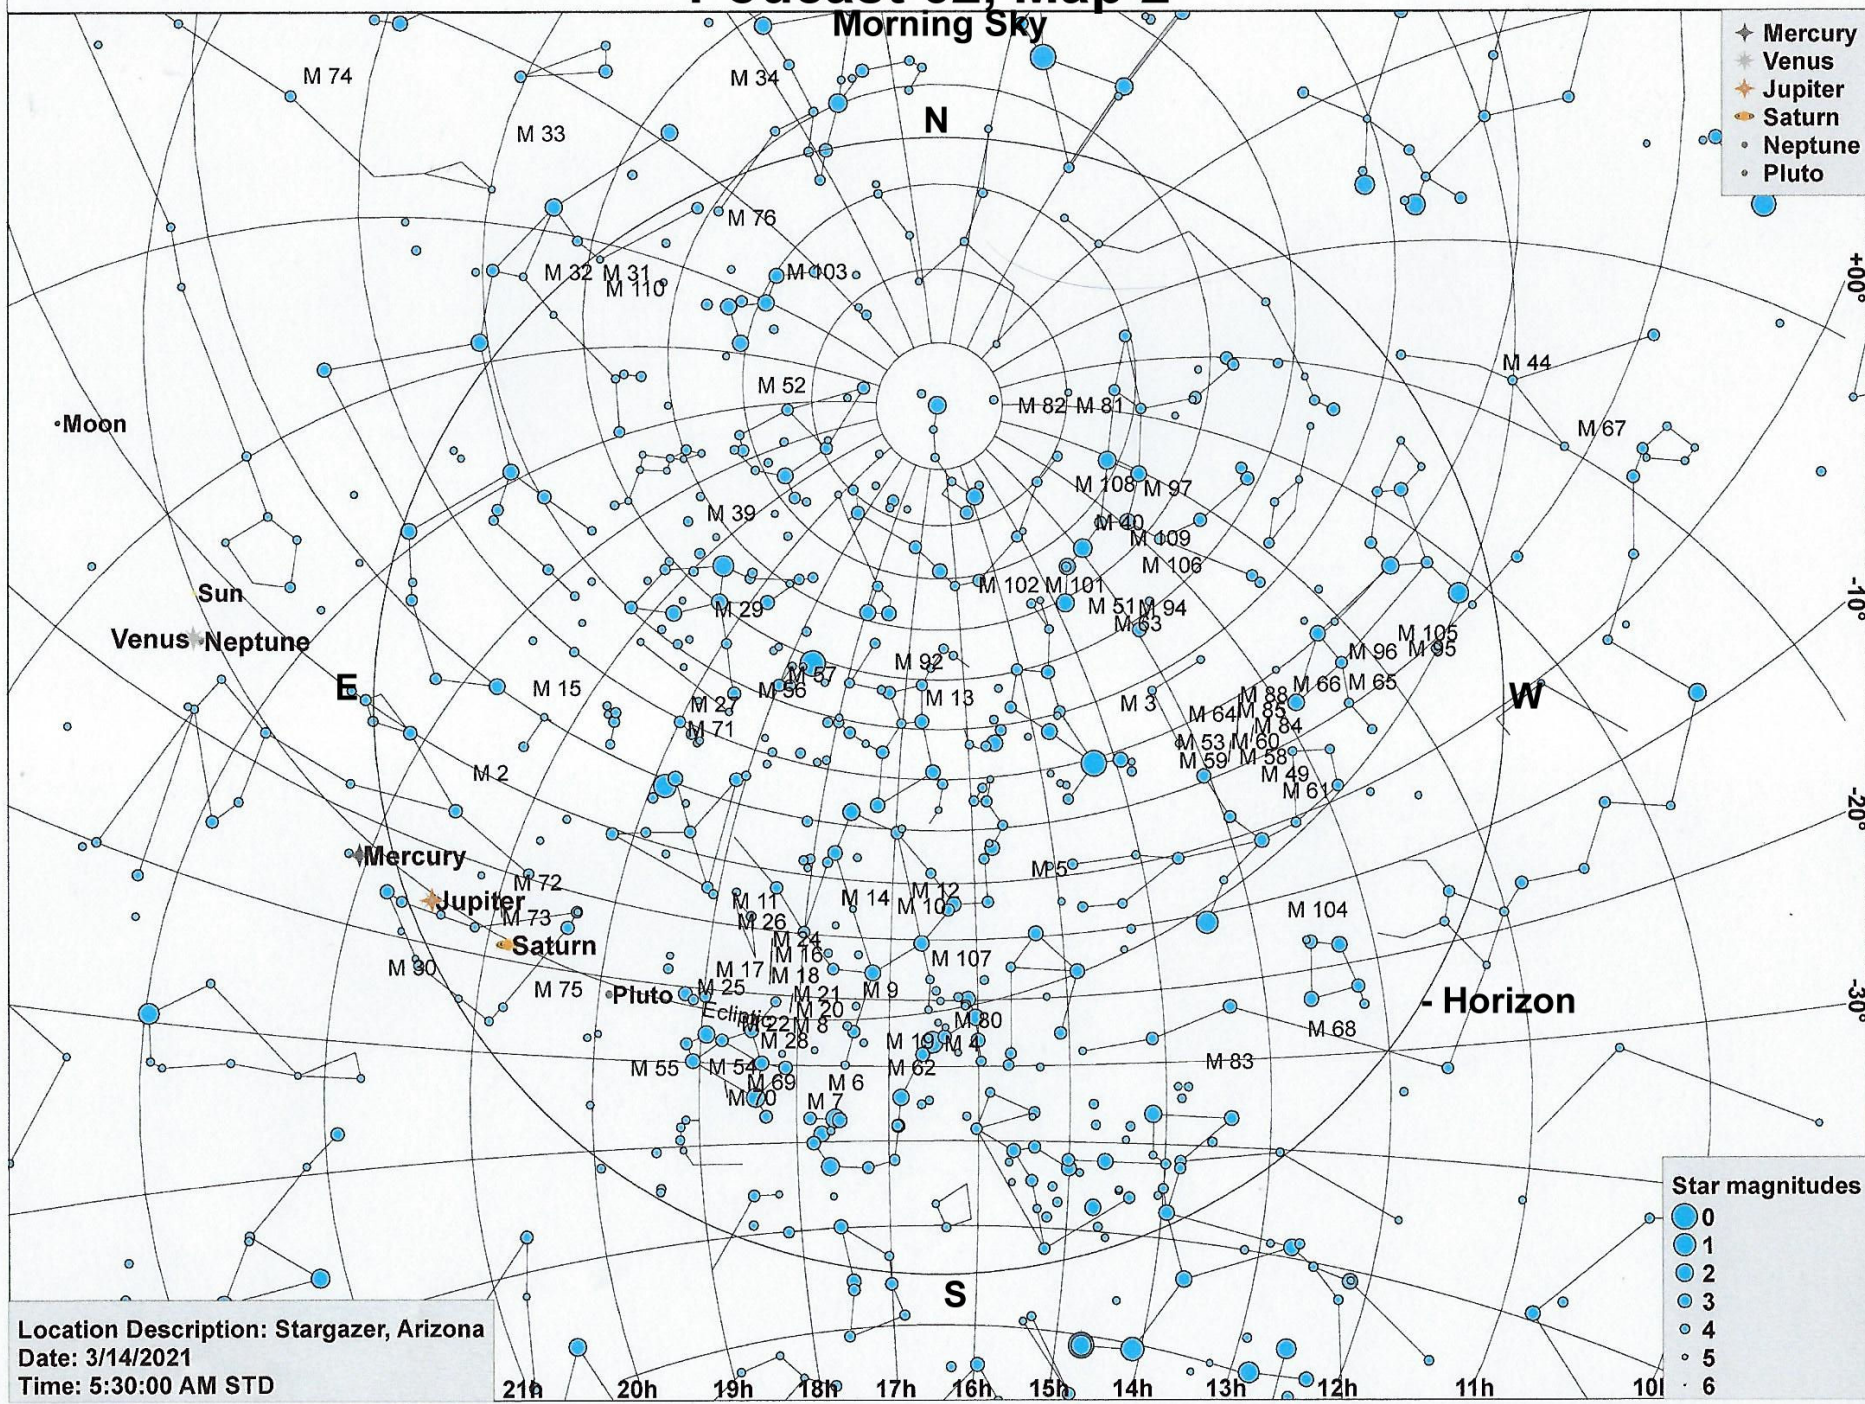 Podcast 62, Map 2
Morning Sky
Mercury
Venus
Jupiter
Saturn
Neptune
Pluto
M 74
M 34
N
M 33
M 76
M 32 M 31
M 103
M 110
+00°
M 44
M 52
M 82 M 81
Moon
M 67
M 108
M 97
M 39
M 40
M 109
M 106
M 102 M 101
-10°
Sun
M 29
M 51 M 94
M 63
Venus Neptune
M 105
M 96
M 95
M 92
M 57
M 56
E
M 15
M 66
M 65
M 88
W
M 27
M 13
M 3
M 64
M 85
M 71
M 84
M 53
M 60
M 59
M 58
M 2
M 49
M 61
-20°
Mercury
M 5
M 72
Jupiter
M 11
M 14
M 12
M 10
M 104
M 73
M 26
Saturn
M 24
M 16
M 107
M 30
M 17
M 18
M 75
Pluto
M 25
M 21
M 9
-30°
- Horizon
Ecliptic
M 20
M 22
M 8
M 80
M 68
M 28
M 19
M 4
M 55
M 54
M 62
M 83
M 69
M 6
M 70
M 7
S
Star magnitudes
0
1
2
3
4
5
6
Location Description: Stargazer, Arizona
Date: 3/14/2021
Time: 5:30:00 AM STD
21h 20h 19h 18h 17h 16h 15h 14h 13h 12h 11h